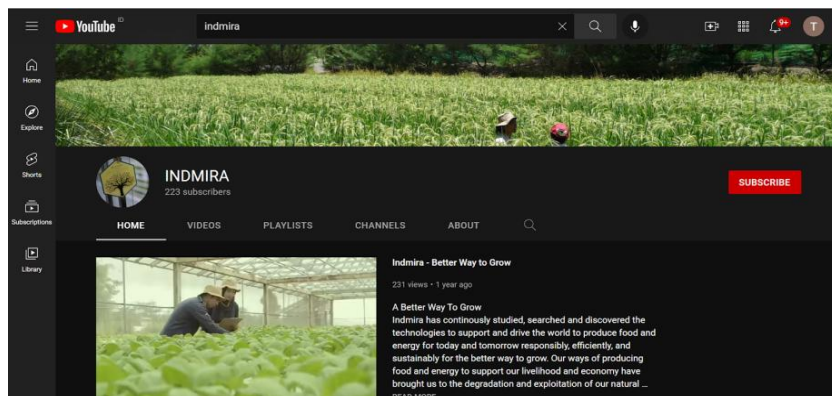 YouTube ID
indmira
9+
T
Home
Explore
Shorts
Subscriptions
Library
INDMIRA
223 subscribers
SUBSCRIBE
HOME VIDEOS PLAYLISTS CHANNELS ABOUT
Indmira - Better Way to Grow
231 views • 1 year ago
A Better Way To Grow
Indmira has continously studied, searched and discovered the
technologies to support and drive the world to produce food and
energy for today and tomorrow responsibly, efficiently, and
sustainably for the better way to grow. Our ways of producing
food and energy to support our livelihood and economy have
brought us to the degradation and exploitation of our natural ...
READ MORE